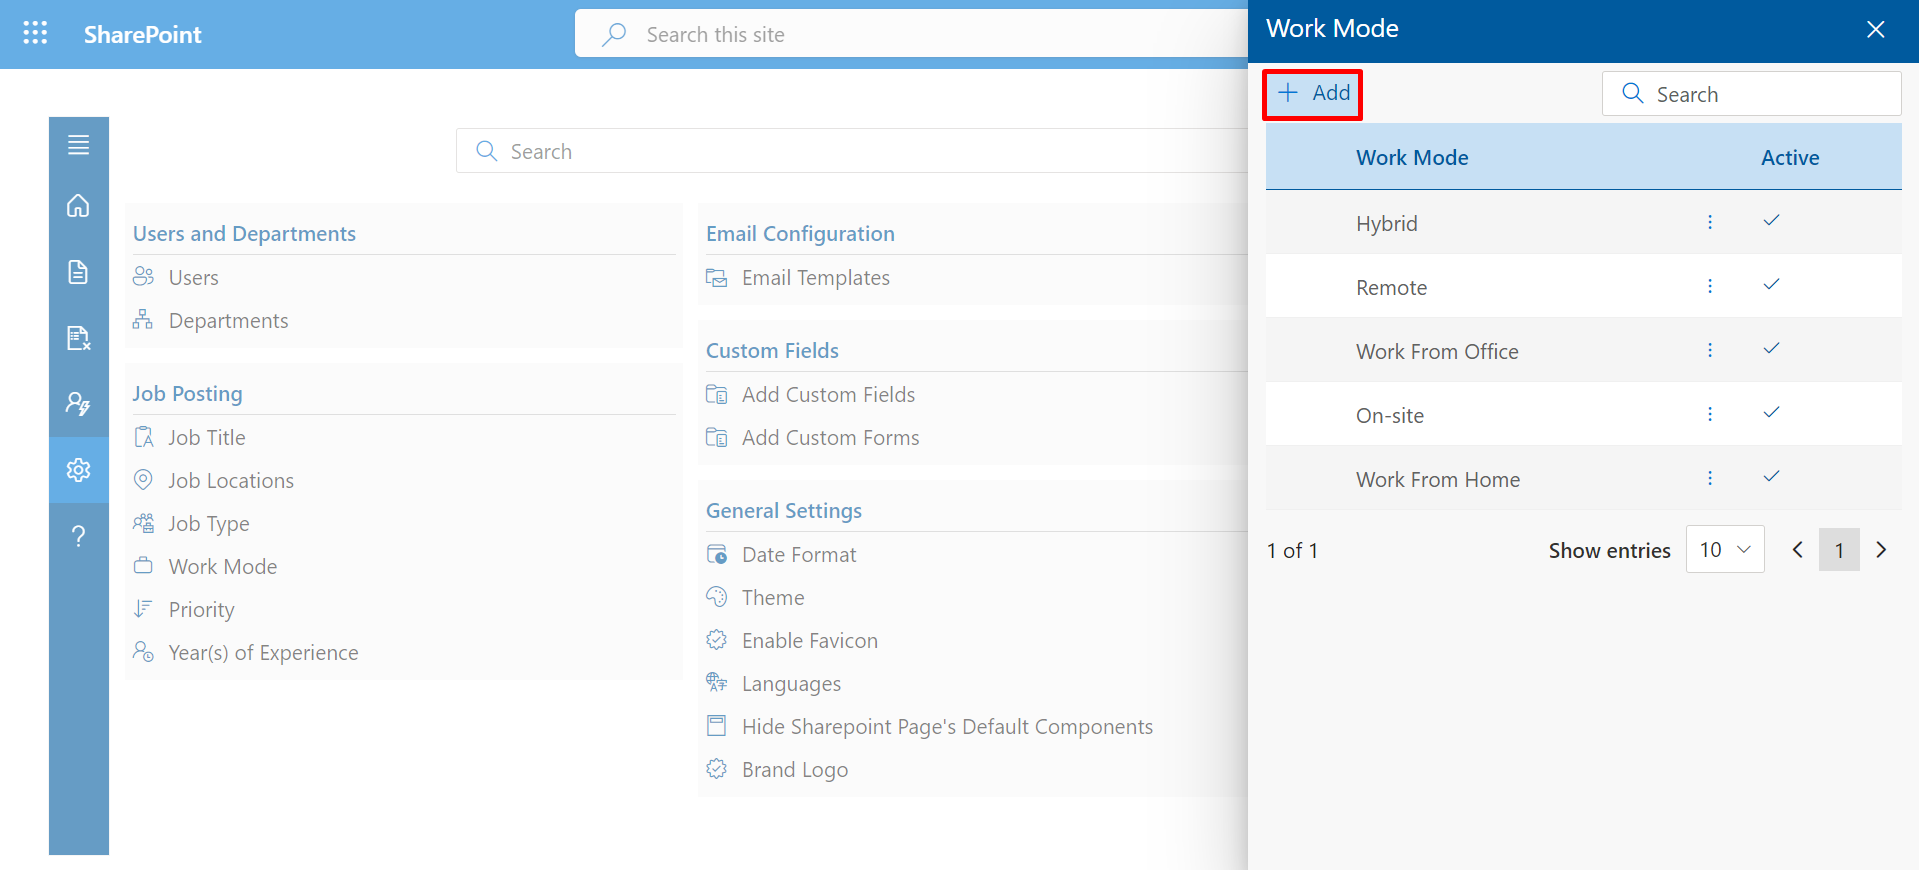 SharePoint
Search this site
Search
Users and Departments
Users
Departments
Job Posting
Job Title
Job Locations
Job Type
Work Mode
Priority
Year(s) of Experience
Email Configuration
Email Templates
Custom Fields
Add Custom Fields
Add Custom Forms
General Settings
Date Format
Theme
Enable Favicon
Languages
Hide Sharepoint Page's Default Components
Brand Logo
Work Mode
Add
Search
Work Mode Active
Hybrid
Remote
Work From Office
On-site
Work From Home
1 of 1 Show entries 10 1